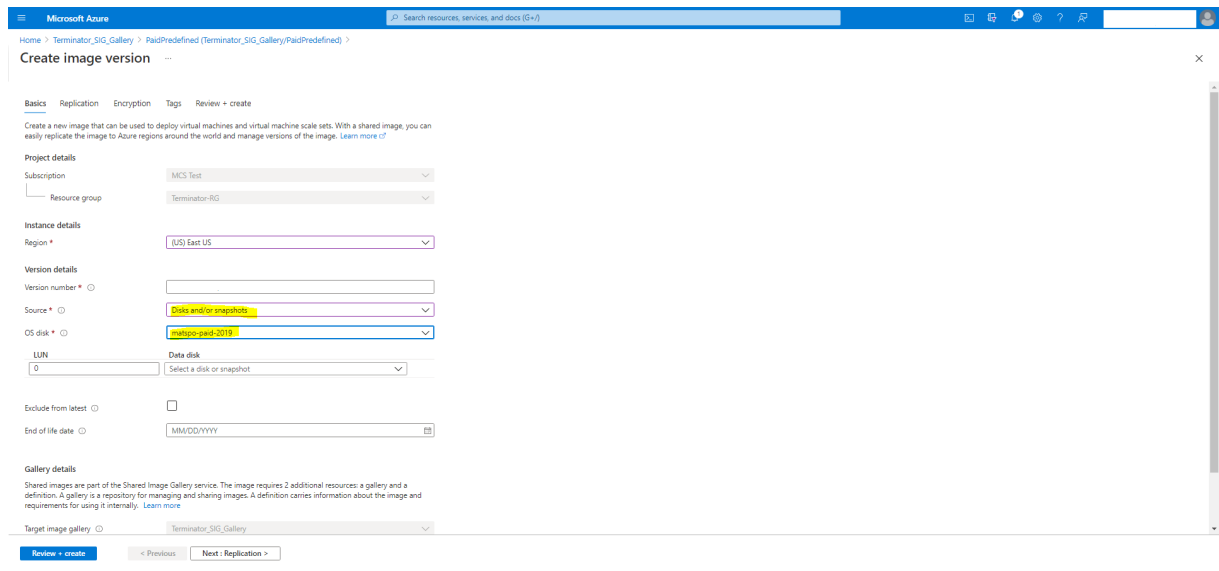 Microsoft Azure
Search resources, services, and docs (G+/)
1
Home > Terminator_SIG_Gallery > PaidPredefined (Terminator_SIG_Gallery/PaidPredefined) >
Create image version ...
Basics Replication Encryption Tags Review + create
Create a new image that can be used to deploy virtual machines and virtual machine scale sets. With a shared image, you can
easily replicate the image to Azure regions around the world and manage versions of the image. Learn more
Project details
Subscription MCS Test
Resource group Terminator-RG
Instance details
Region * (US) East US
Version details
Version number *
Source * Disks and/or snapshots
OS disk * matspo-paid-2019
LUN Data disk
0 Select a disk or snapshot
Exclude from latest
End of life date MM/DD/YYYY
Gallery details
Shared images are part of the Shared Image Gallery service. The image requires 2 additional resources: a gallery and a
definition. A gallery is a repository for managing and sharing images. A definition carries information about the image and
requirements for using it internally. Learn more
Target image gallery Terminator_SIG_Gallery
Review + create < Previous Next : Replication >